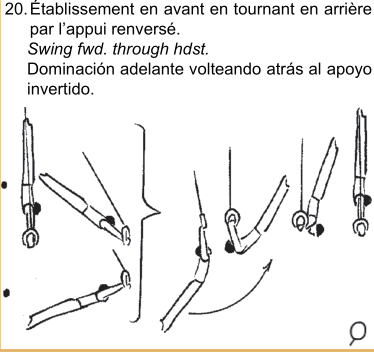 20. Établissement en avant en tournant en arrière
par l’appui renversé.
Swing fwd. through hdst.
Dominación adelante volteando atrás al apoyo
invertido.